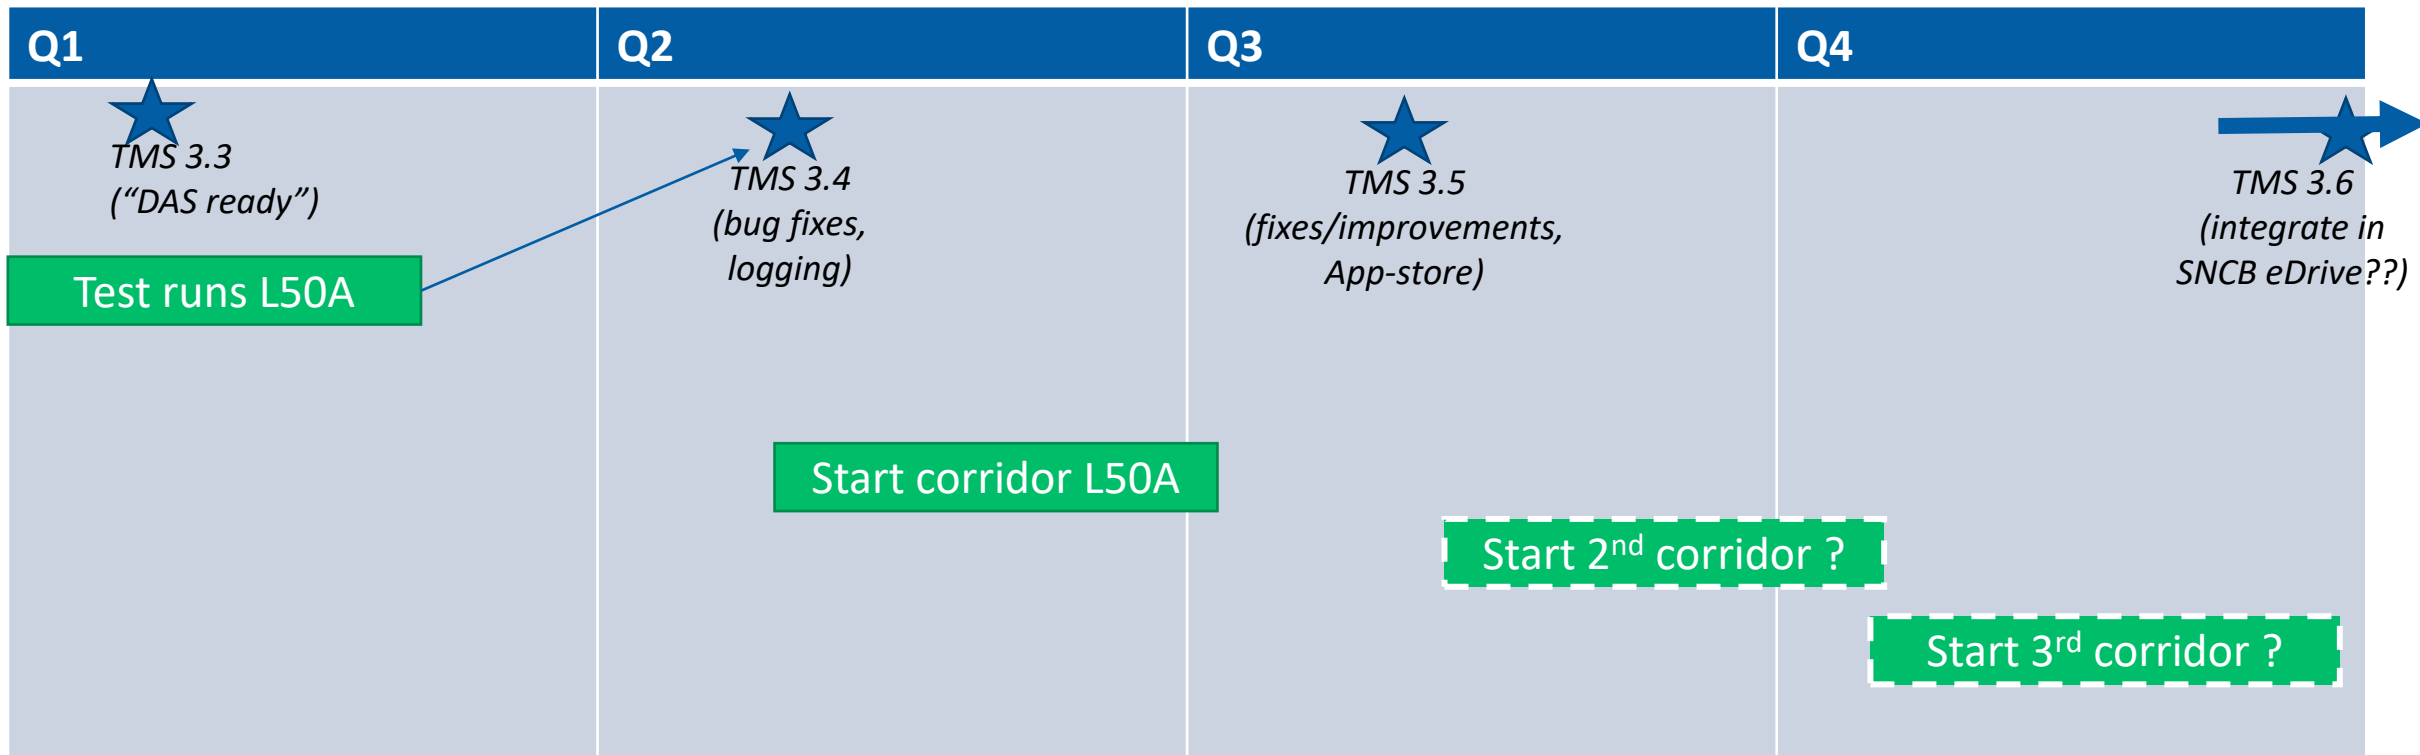 Q1
Q2
Q3
Q4
TMS 3.3
(“DAS ready”)
TMS 3.4
(bug fixes,
logging)
TMS 3.5
(fixes/improvements,
App-store)
TMS 3.6
(integrate in
SNCB eDrive??)
Test runs L50A
Start corridor L50A
Start 2nd corridor ?
Start 3rd corridor ?